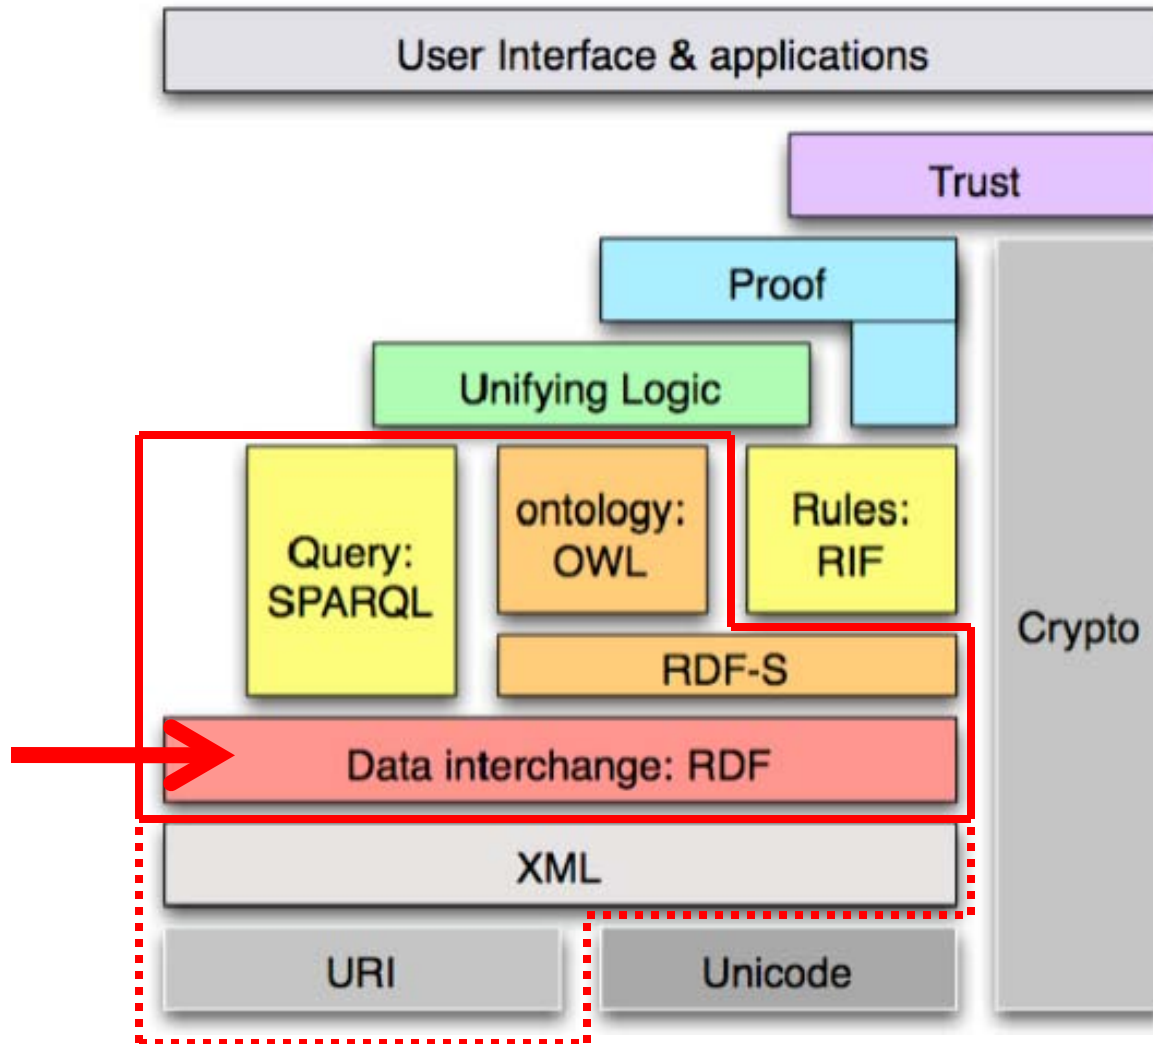 User Interface & applications
Trust
Proof
Unifying Logic
Query:
SPARQL
ontology:
OWL
Rules:
RIF
Crypto
RDF-S
Data interchange: RDF
XML
URI
Unicode